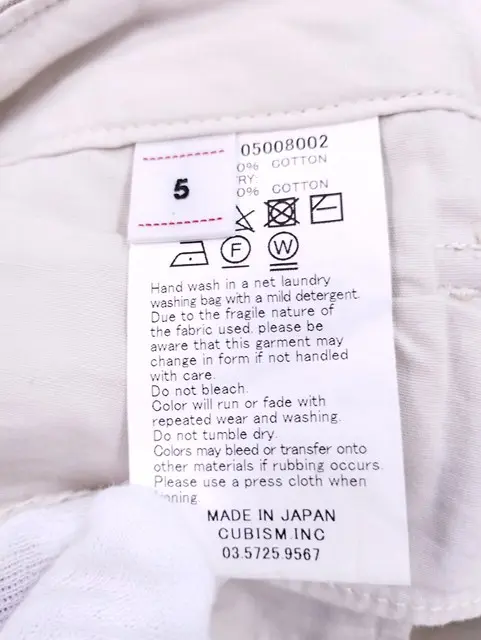 5
05008002
0% COTTON
RY:
0% COTTON
F
W
Hand wash in a net laundry
washing bag with a mild detergent.
Due to the fragile nature of
the fabric used, please be
aware that this garment may
change in form if not handled
with care.
Do not bleach.
Color will run or fade with
repeated wear and washing.
Do not tumble dry.
Colors may bleed or transfer onto
other materials if rubbing occurs.
Please use a press cloth when
MADE IN JAPAN
CUBISM.INC
03.5725.9567